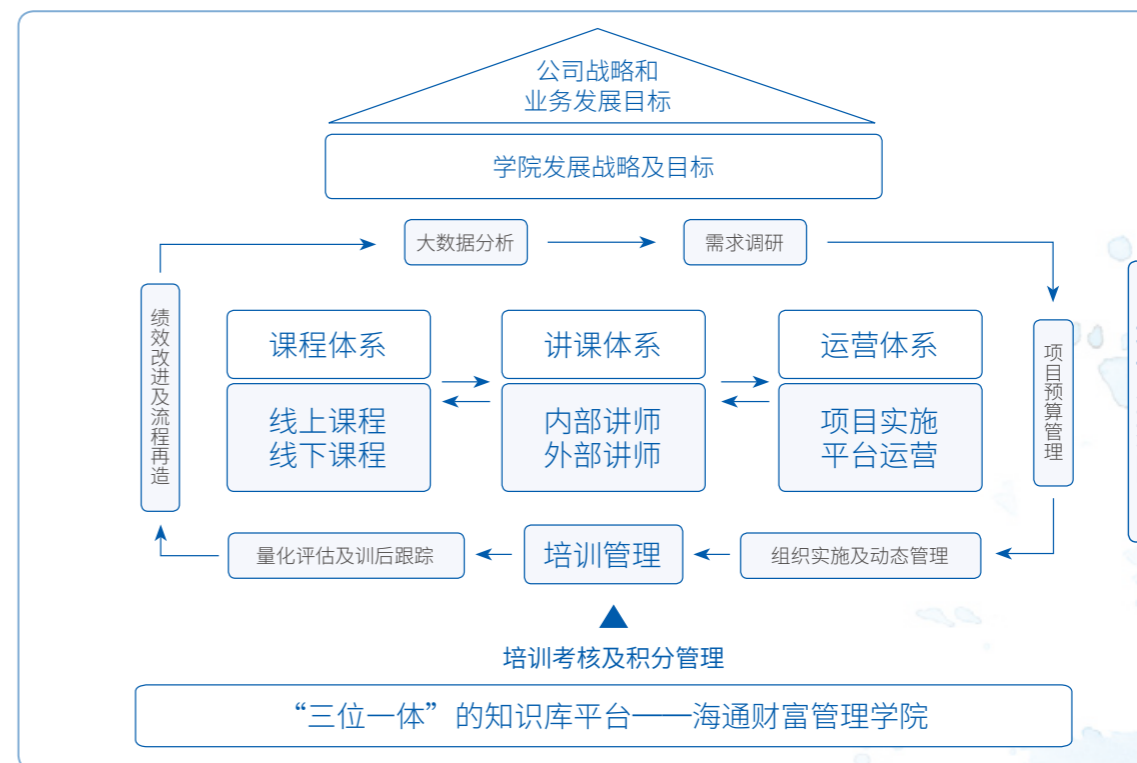 公司战略和
业务发展目标
学院发展战略及目标
大数据分析
需求调研
绩效改进及流程再造
课程体系
讲课体系
运营体系
项目预算管理
线上课程
线下课程
内部讲师
外部讲师
项目实施
平台运营
量化评估及训后跟踪
培训管理
组织实施及动态管理
培训考核及积分管理
“三位一体”的知识库平台——海通财富管理学院